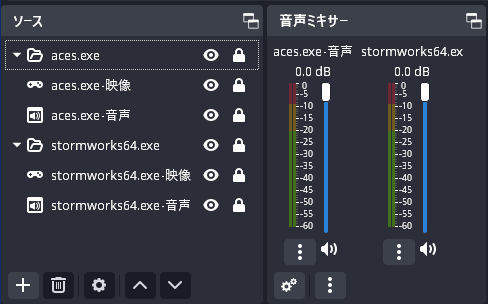 ソース
aces.exe
aces.exe-映像
aces.exe-音声
stormworks64.exe
stormworks64.exe-映像
stormworks64.exe-音声
音声ミキサー
aces.exe-音声 stormworks64.ex
0.0 dB 0.0 dB
0 0
-5 -5
-10 -10
-15 -15
-20 -20
-25 -25
-30 -30
-35 -35
-40 -40
-45 -45
-50 -50
-55 -55
-60 -60